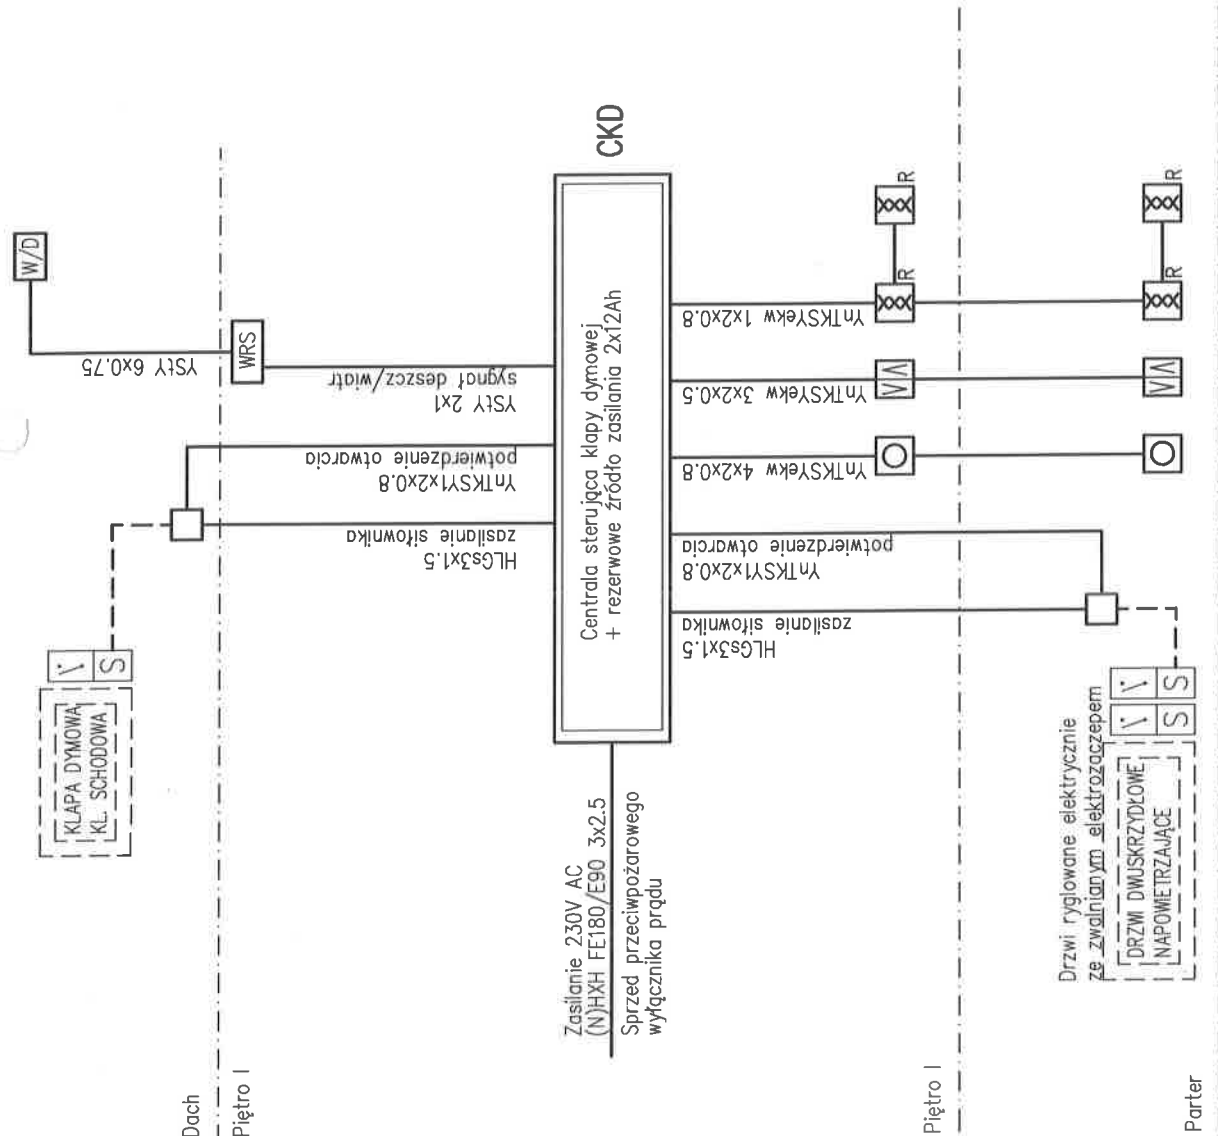 W/D
YStY 6x0.75
WRS
YStY 2x1
sygnał deszcz/wiatr
YnTKSY1x2x0.8
potwierdzenie otwarcia
HLGs3x1.5
zasilanie siłownika
S
KLAPA DYMOWA
KL. SCHODOWA
Dach
Piętro I
CKD
Centrala sterująca klapy dymowej
+ rezerwowe źródło zasilania 2x12Ah
Zasilanie 230V AC
(N)HXH FE180/E90 3x2.5
Sprzed przeciwpożarowego
wyłącznika prądu
YnTKSYekw 1x2x0.8
R
R
YnTKSYekw 3x2x0.5
YnTKSYekw 4x2x0.8
YnTKSY1x2x0.8
potwierdzenie otwarcia
HLGs3x1.5
zasilanie siłownika
Piętro I
R
R
Drzwi ryglowane elektrycznie
ze zwalnianym elektrozaczepem
S
S
DRZWI DWUSKRZYDŁOWE
NAPOWIETRZAJĄCE
Parter